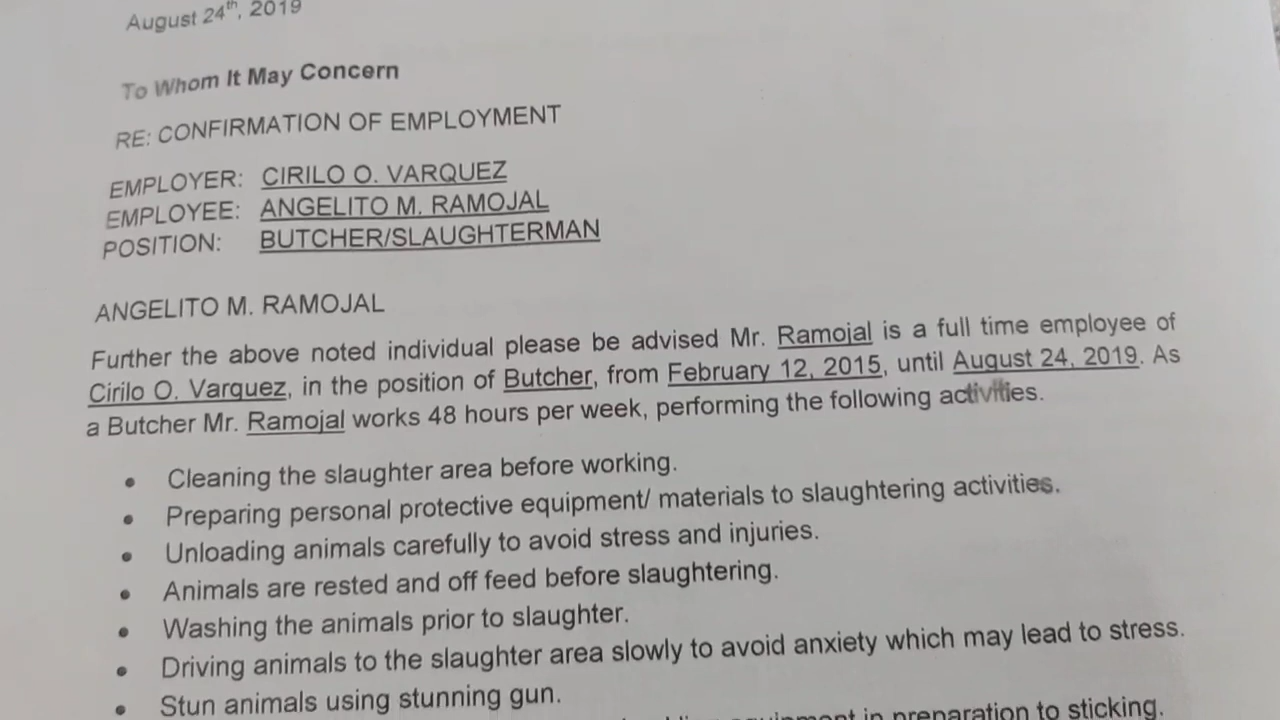 August 24th, 2019
To Whom It May Concern
RE: CONFIRMATION OF EMPLOYMENT
EMPLOYER: CIRILO O. VARQUEZ
EMPLOYEE: ANGELITO M. RAMOJAL
POSITION: BUTCHER/SLAUGHTERMAN
ANGELITO M. RAMOJAL
Further the above noted individual please be advised Mr. Ramojal is a full time employee of
Cirilo O. Varquez, in the position of Butcher, from February 12, 2015, until August 24, 2019. As
a Butcher Mr. Ramojal works 48 hours per week, performing the following activities.
• Cleaning the slaughter area before working.
• Preparing personal protective equipment/ materials to slaughtering activities.
• Unloading animals carefully to avoid stress and injuries.
• Animals are rested and off feed before slaughtering.
• Washing the animals prior to slaughter.
• Driving animals to the slaughter area slowly to avoid anxiety which may lead to stress.
• Stun animals using stunning gun.
equipment in preparation to sticking.